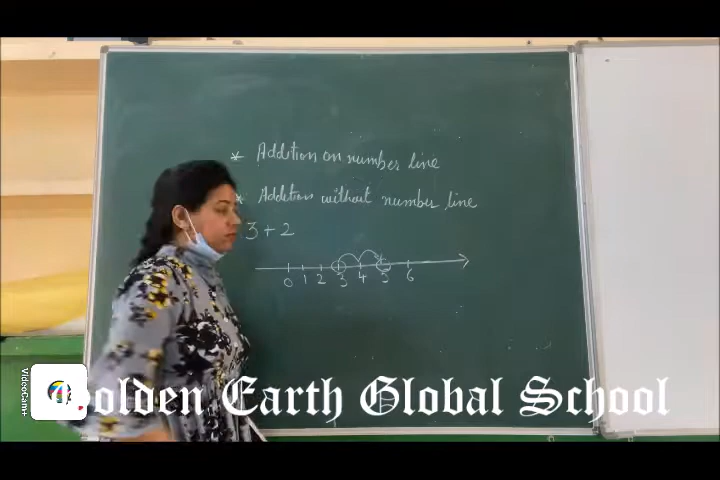 * Addition on number line
* Addition without number line
3 + 2
0 1 2 3 4 5 6
Golden Earth Global School
VideoCam+